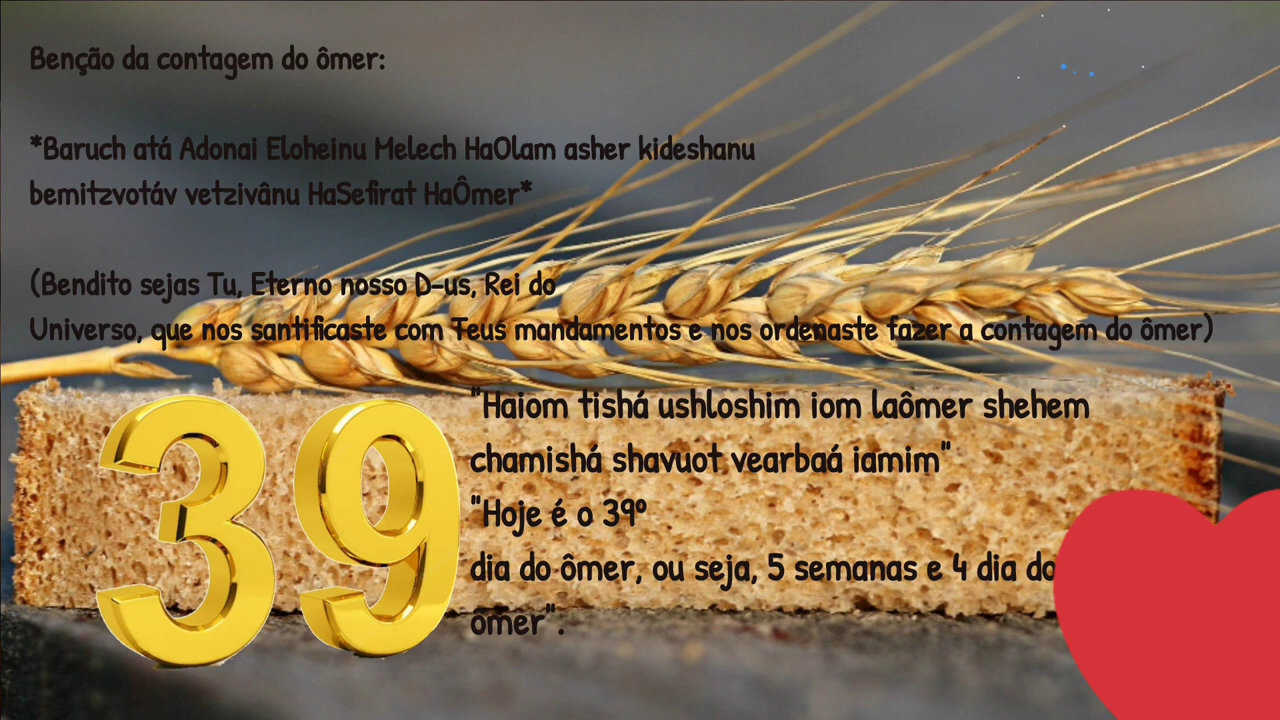 Benção da contagem do ômer:
*Baruch atá Adonai Eloheinu Melech HaOlam asher kideshanu
bemitzvotáv vetzivânu HaSefirat HaÔmer*
(Bendito sejas Tu, Eterno nosso D-us, Rei do
Universo, que nos santificaste com Teus mandamentos e nos ordenaste fazer a contagem do ômer)
39
"Haiom tishá ushloshim iom laômer shehem
chamishá shavuot vearbaá iamim"
"Hoje é o 39º
dia do ômer, ou seja, 5 semanas e 4 dia do
ômer".